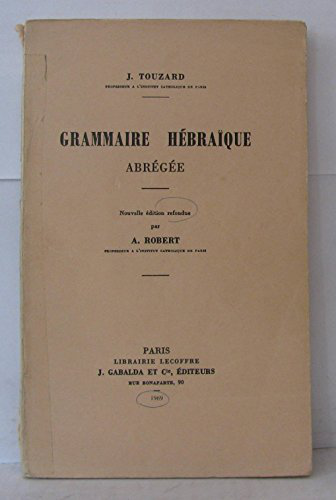 J. TOUZARD
PROFESSEUR A L'INSTITUT CATHOLIQUE DE PARIS
GRAMMAIRE HÉBRAÏQUE
ABRÉGÉE
Nouvelle édition refondue
par
A. ROBERT
PROFESSEUR A L'INSTITUT CATHOLIQUE DE PARIS
PARIS
LIBRAIRIE LECOFFRE
J. GABALDA ET Cie, ÉDITEURS
RUE BONAPARTE, 90
1969